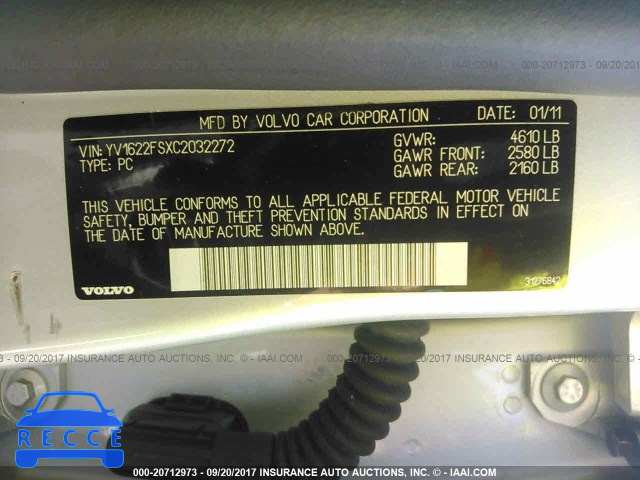 000-20712973 - 09/20/2017 INSURANCE AUTO AUCTIONS, INC. - © IAAI.COM
MFD BY VOLVO CAR CORPORATION DATE: 01/11
VIN: YV1622FSXC2032272
TYPE: PC
GVWR: 4610 LB
GAWR FRONT: 2580 LB
GAWR REAR: 2160 LB
THIS VEHICLE CONFORMS TO ALL APPLICABLE FEDERAL MOTOR VEHICLE
SAFETY, BUMPER AND THEFT PREVENTION STANDARDS IN EFFECT ON
THE DATE OF MANUFACTURE SHOWN ABOVE.
VOLVO
31276842
RECCE
000-20712973 - 09/20/2017 INSURANCE AUTO AUCTIONS, INC. - © IAAI.COM